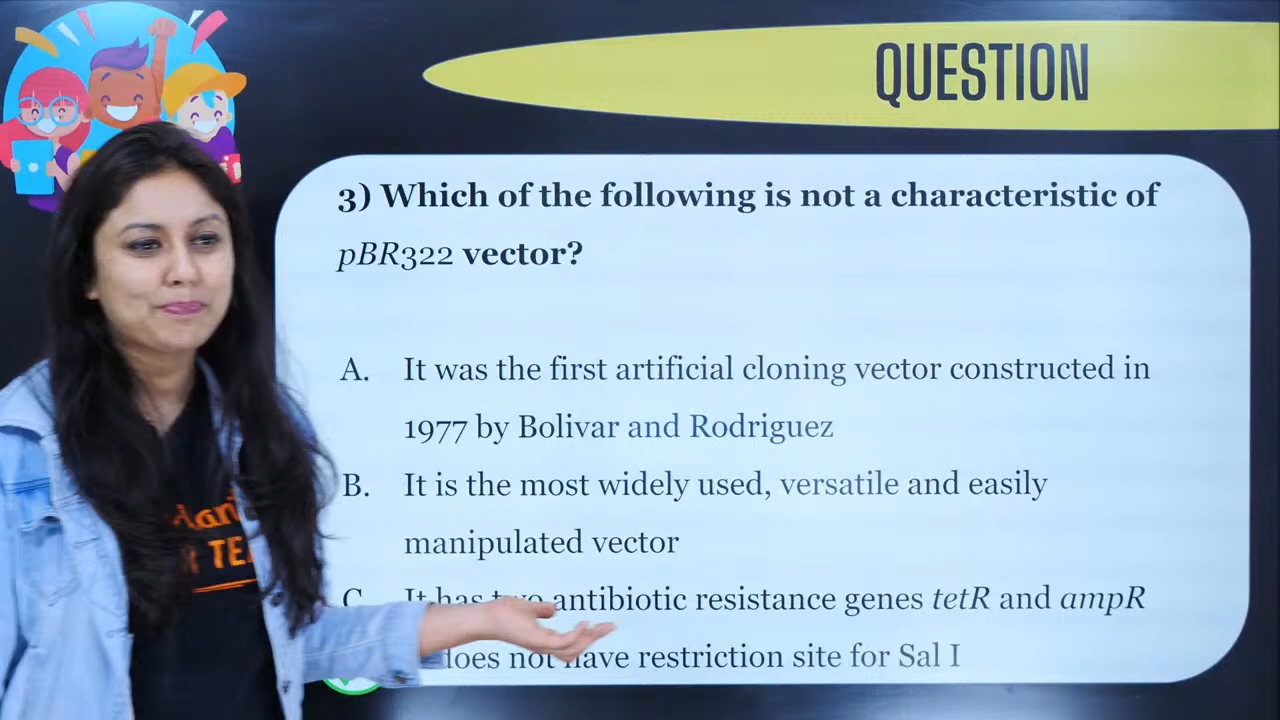 QUESTION
3) Which of the following is not a characteristic of
pBR322 vector?
A. It was the first artificial cloning vector constructed in
1977 by Bolivar and Rodriguez
B. It is the most widely used, versatile and easily
manipulated vector
C. It has two antibiotic resistance genes tetR and ampR
does not have restriction site for Sal I